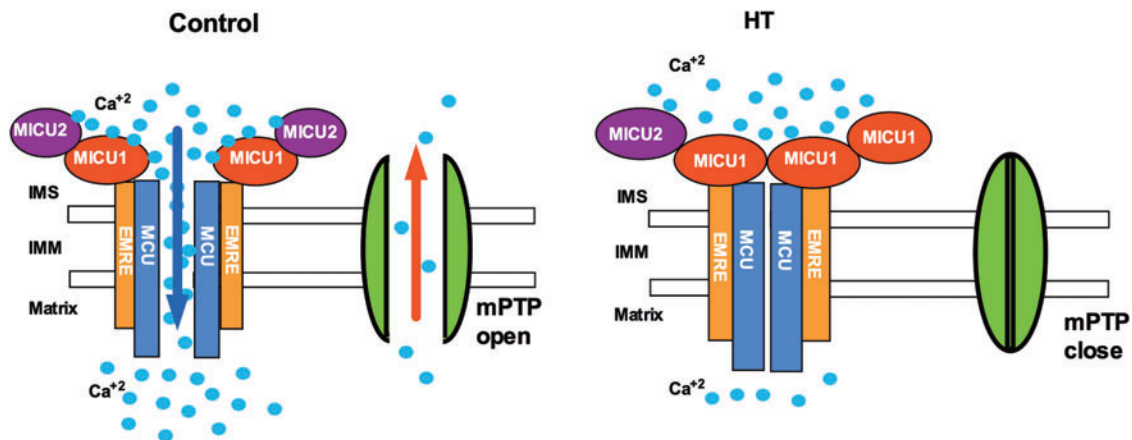 Control
Ca+2
MICU2
MICU1
MICU1
MICU2
IMS
IMM
Matrix
EMRE
MCU
MCU
EMRE
mPTP
open
Ca+2
HT
Ca+2
MICU2
MICU1
MICU1
MICU1
IMS
IMM
Matrix
EMRE
MCU
MCU
EMRE
mPTP
close
Ca+2